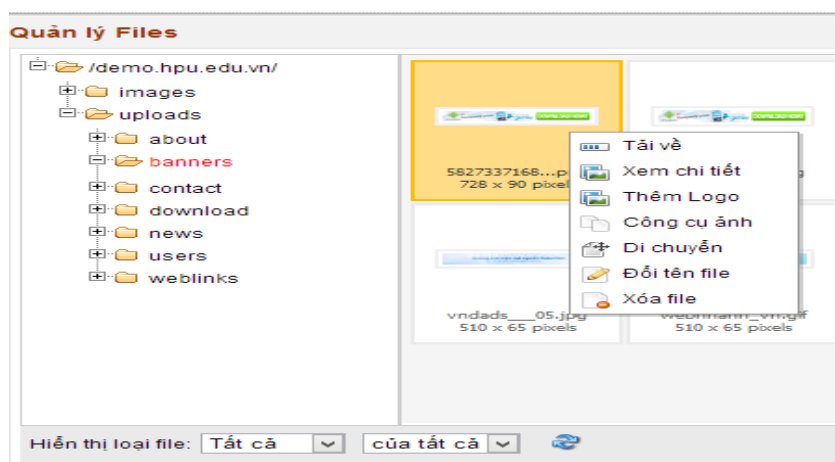 Quản lý Files
/demo.hpu.edu.vn/
images
uploads
about
banners
contact
download
news
users
weblinks
5827337168...p
728 x 90 pixel
Tải về
Xem chi tiết
Thêm Logo
Công cụ ảnh
Di chuyển
Đổi tên file
Xóa file
vndads___05.jpg
510 x 65 pixels
510 x 65 pixels
Hiển thị loại file: Tất cả của tất cả